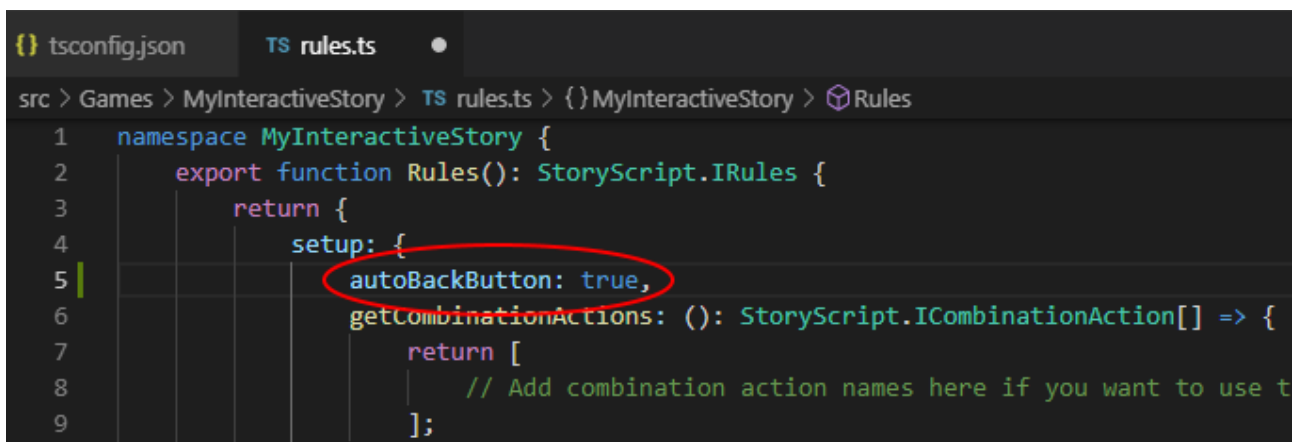 {} tsconfig.json TS rules.ts ●
src > Games > MyInteractiveStory > TS rules.ts > {} MyInteractiveStory > Rules
1 namespace MyInteractiveStory {
2 export function Rules(): StoryScript.IRules {
3 return {
4 setup: {
5 autoBackButton: true,
6 getCombinationActions: (): StoryScript.ICombinationAction[] => {
7 return [
8 // Add combination action names here if you want to use t
9 ];